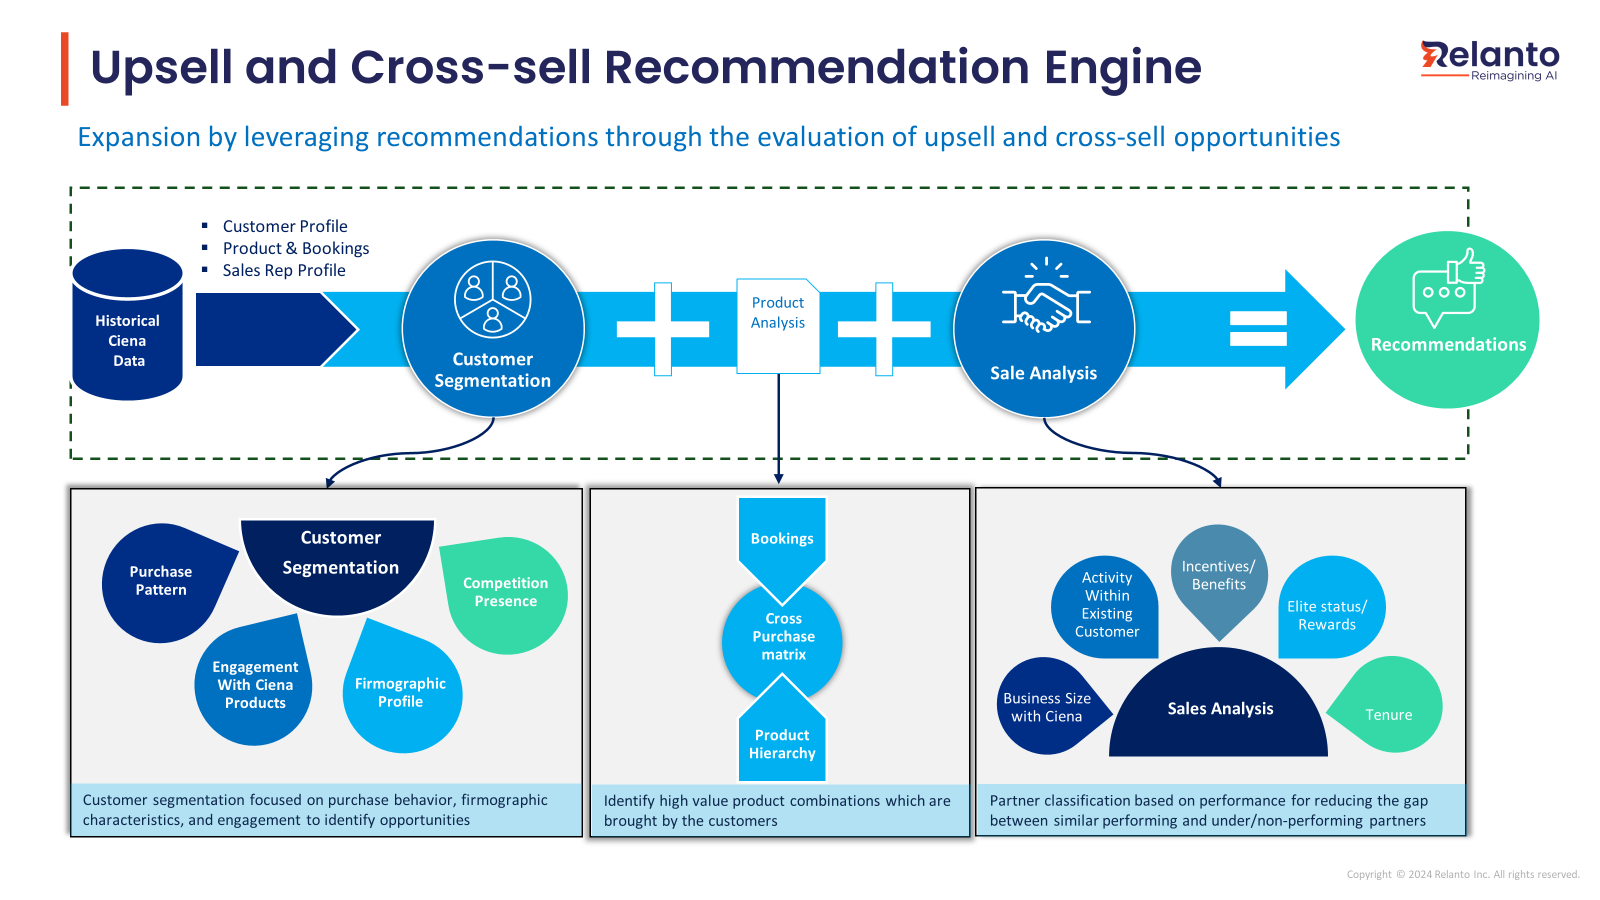 Upsell and Cross-sell Recommendation Engine
Relanto
Reimagining AI
Expansion by leveraging recommendations through the evaluation of upsell and cross-sell opportunities
Customer Profile
Product & Bookings
Sales Rep Profile
Historical
Ciena
Data
Customer
Segmentation
Product
Analysis
Sale Analysis
Recommendations
Customer
Segmentation
Purchase
Pattern
Engagement
With Ciena
Products
Firmographic
Profile
Competition
Presence
Customer segmentation focused on purchase behavior, firmographic
characteristics, and engagement to identify opportunities
Bookings
Cross
Purchase
matrix
Product
Hierarchy
Identify high value product combinations which are
brought by the customers
Business Size
with Ciena
Activity
Within
Existing
Customer
Incentives/
Benefits
Elite status/
Rewards
Tenure
Sales Analysis
Partner classification based on performance for reducing the gap
between similar performing and under/non-performing partners
Copyright © 2024 Relanto Inc. All rights reserved.